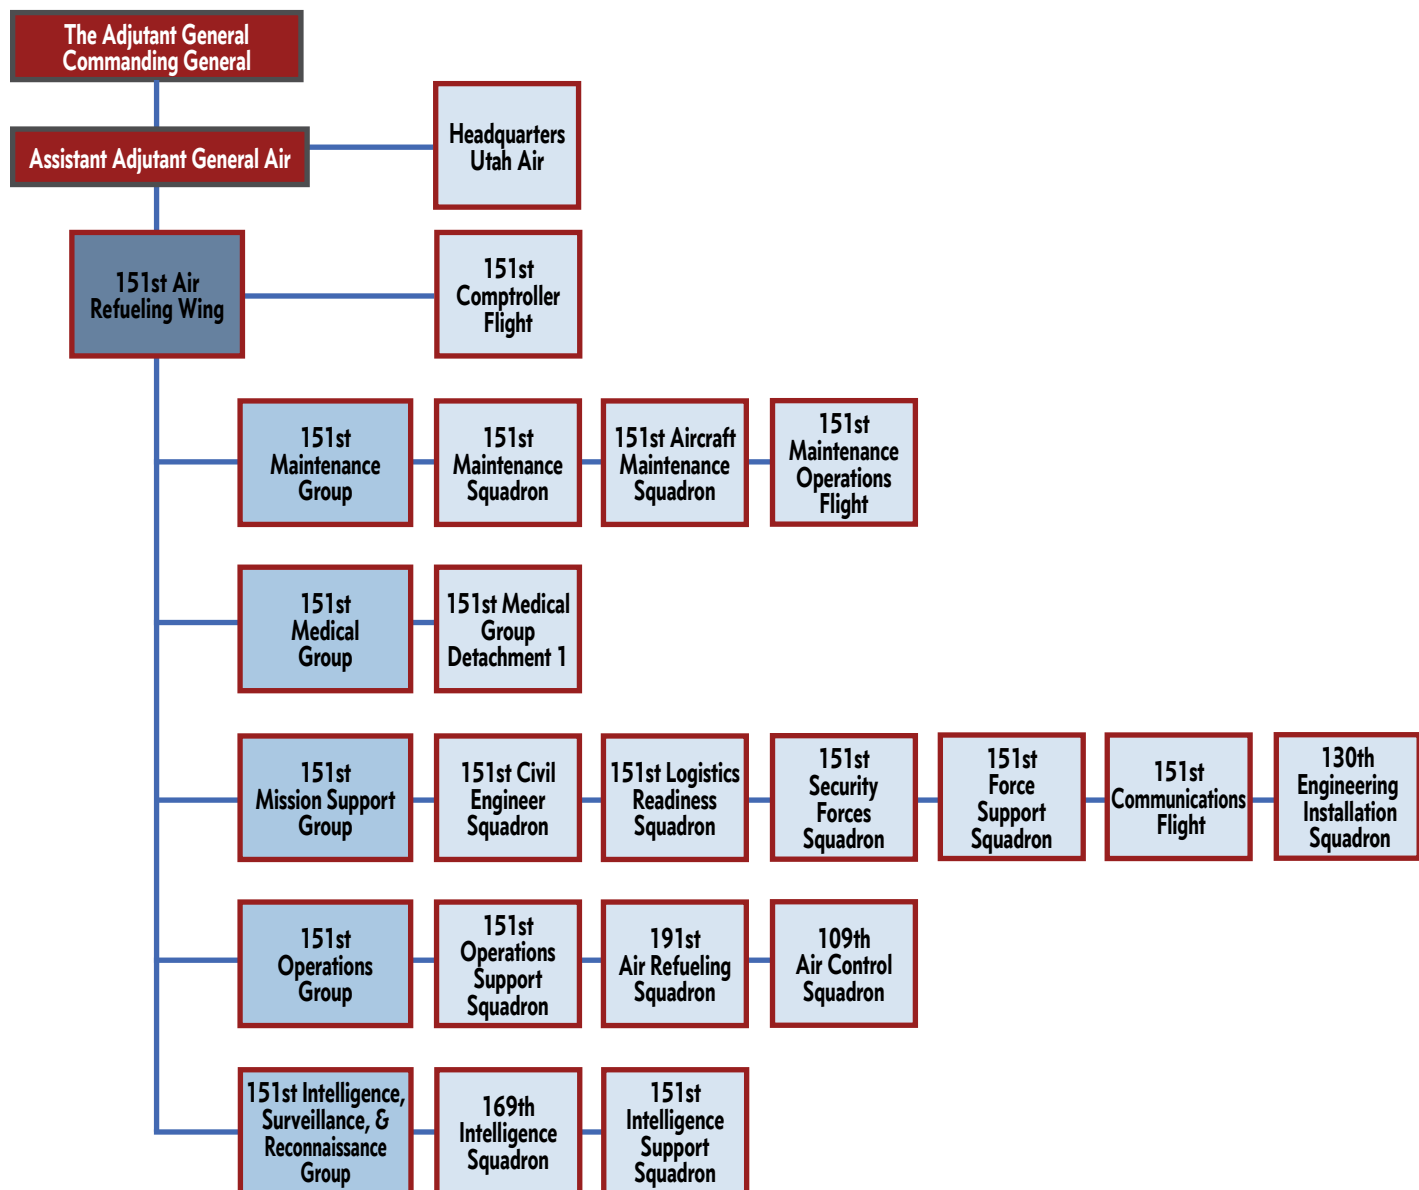 The Adjutant General
Commanding General
Assistant Adjutant General Air
Headquarters
Utah Air
151st Air
Refueling Wing
151st
Comptroller
Flight
151st
Maintenance
Group
151st
Maintenance
Squadron
151st Aircraft
Maintenance
Squadron
151st
Maintenance
Operations
Flight
151st
Medical
Group
151st Medical
Group
Detachment 1
151st
Mission Support
Group
151st Civil
Engineer
Squadron
151st Logistics
Readiness
Squadron
151st
Security
Forces
Squadron
151st
Force
Support
Squadron
151st
Communications
Flight
130th
Engineering
Installation
Squadron
151st
Operations
Group
151st
Operations
Support
Squadron
191st
Air Refueling
Squadron
109th
Air Control
Squadron
151st Intelligence,
Surveillance, &
Reconnaissance
Group
169th
Intelligence
Squadron
151st
Intelligence
Support
Squadron